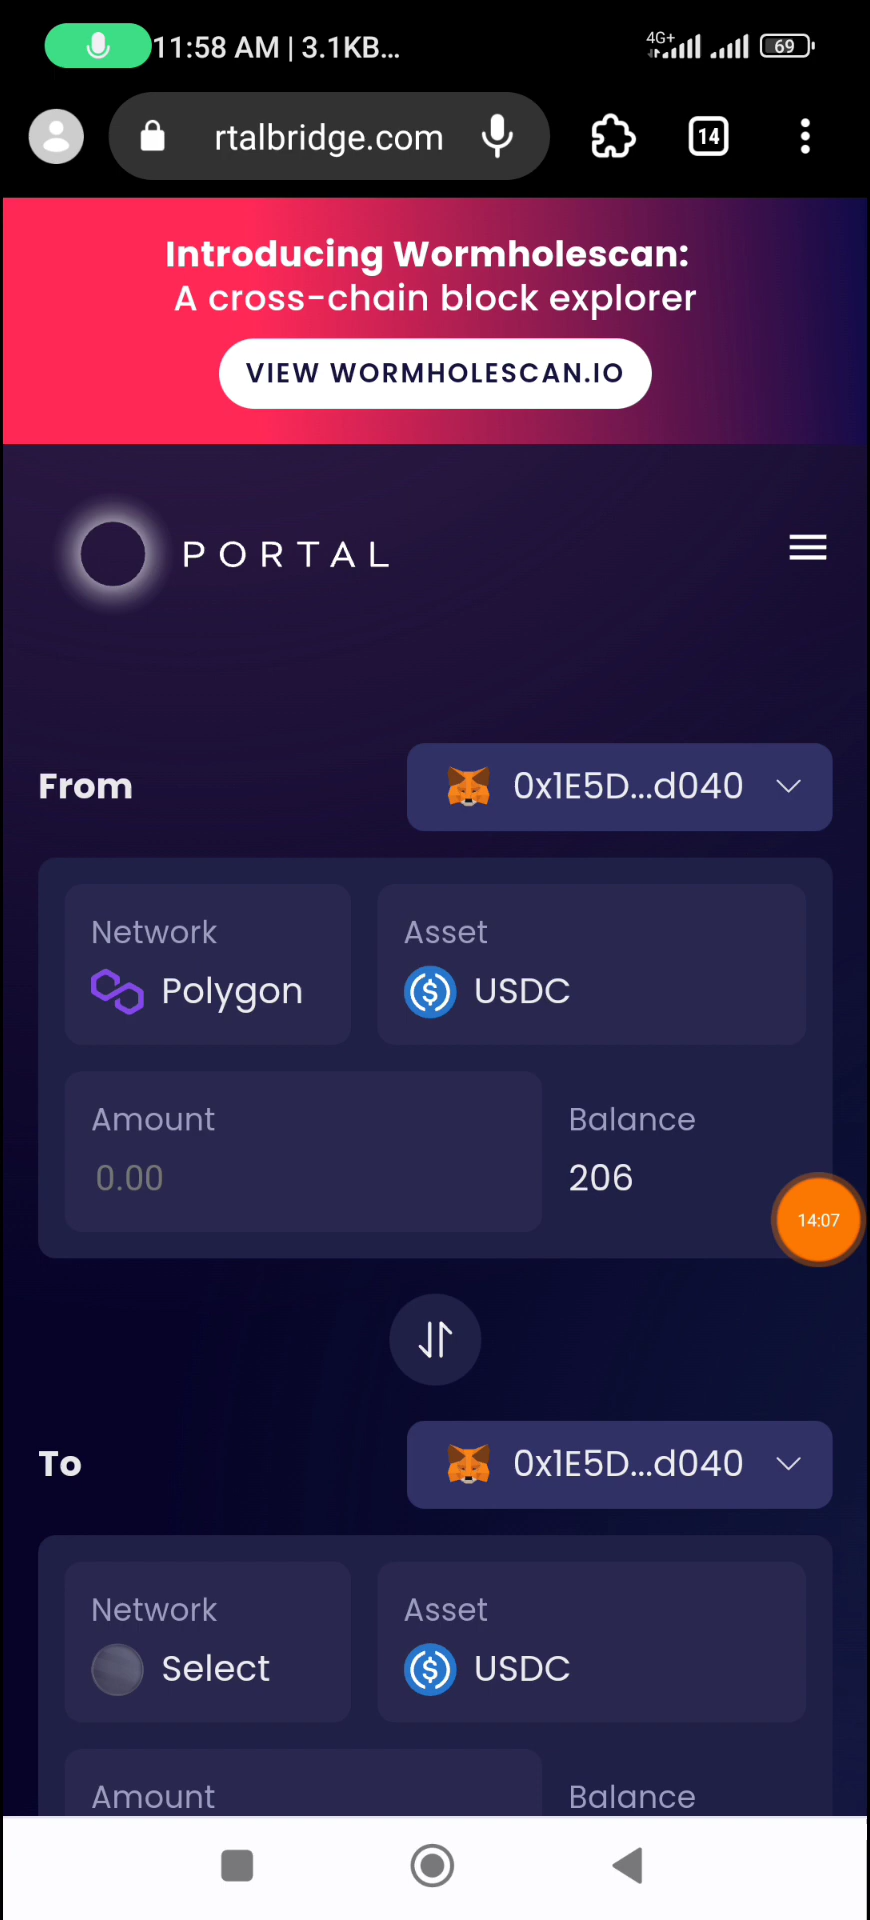 11:58 AM | 3.1KB...
4G+
69
rtalbridge.com
14
Introducing Wormholescan:
A cross-chain block explorer
VIEW WORMHOLESCAN.IO
PORTAL
From
0x1E5D...d040
Network
Asset
Polygon
USDC
Amount
Balance
0.00
206
14:07
To
0x1E5D...d040
Network
Asset
Select
USDC
Amount
Balance